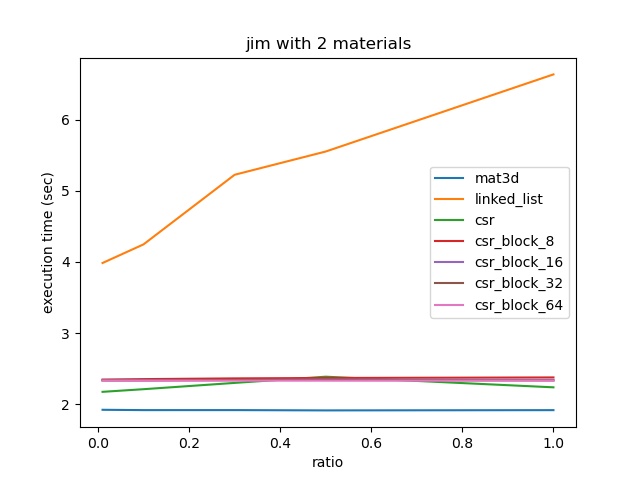 jim with 2 materials
execution time (sec)
6
5
4
3
2
mat3d
linked_list
csr
csr_block_8
csr_block_16
csr_block_32
csr_block_64
0.0 0.2 0.4 0.6 0.8 1.0
ratio